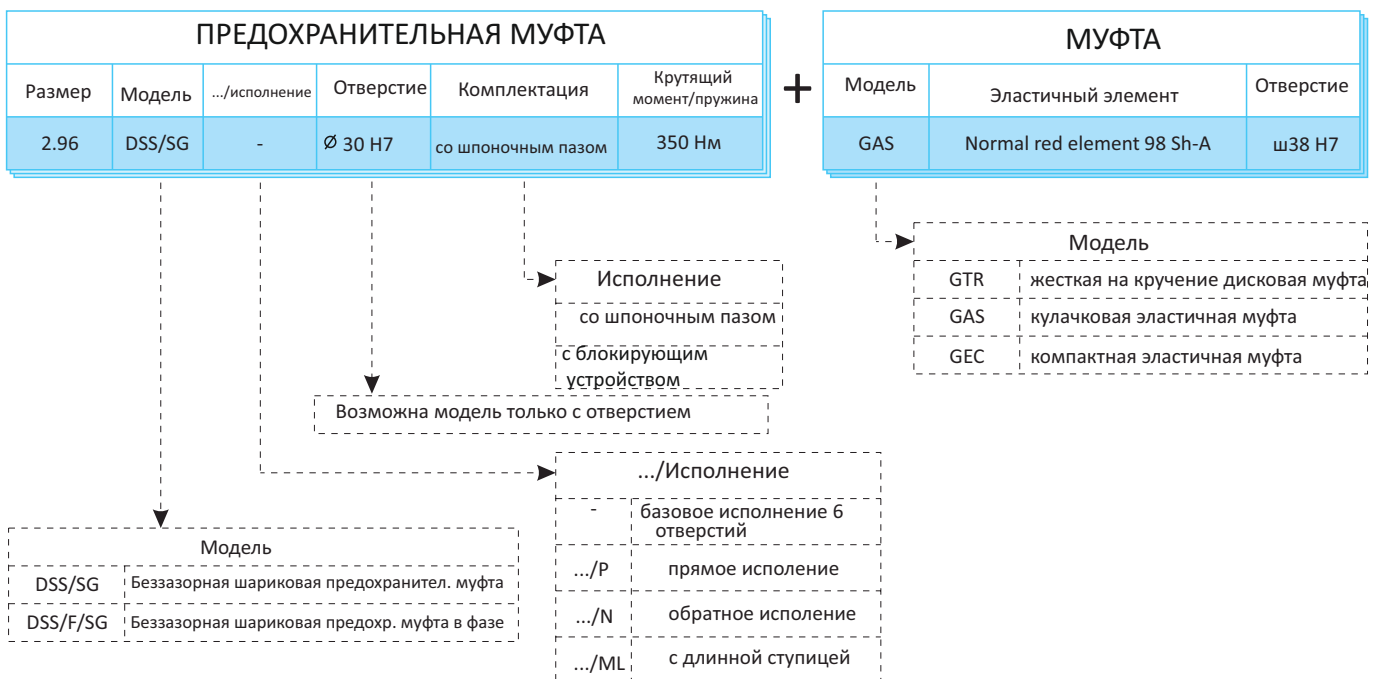 ПРЕДОХРАНИТЕЛЬНАЯ МУФТА
Размер Модель .../исполнение Отверстие Комплектация Крутящий момент/пружина
2.96 DSS/SG - Ø 30 H7 со шпоночным пазом 350 Нм
+
МУФТА
Модель Эластичный элемент Отверстие
GAS Normal red element 98 Sh-A ш38 H7
Модель
GTR жесткая на кручение дисковая муфта
GAS кулачковая эластичная муфта
GEC компактная эластичная муфта
Исполнение
со шпоночным пазом
с блокирующим
устройством
Возможна модель только с отверстием
.../Исполнение
- базовое исполнение 6
отверстий
.../P прямое исполение
.../N обратное исполение
.../ML с длинной ступицей
Модель
DSS/SG Беззазорная шариковая предохранител. муфта
DSS/F/SG Беззазорная шариковая предохр. муфта в фазе